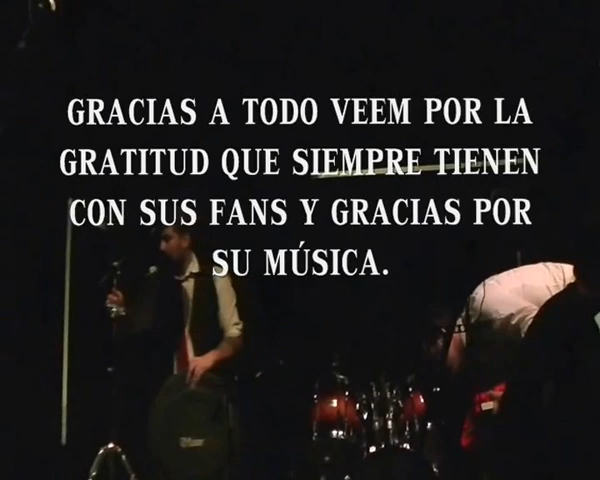 GRACIAS A TODO VEEM POR LA
GRATITUD QUE SIEMPRE TIENEN
CON SUS FANS Y GRACIAS POR
SU MÚSICA.